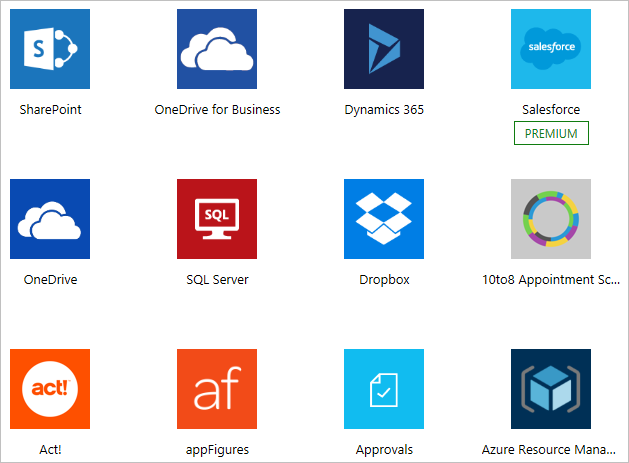 S
salesforce
SharePoint
OneDrive for Business
Dynamics 365
Salesforce
PREMIUM
SQL
OneDrive
SQL Server
Dropbox
10to8 Appointment Sc...
act!
af
Act!
appFigures
Approvals
Azure Resource Mana...